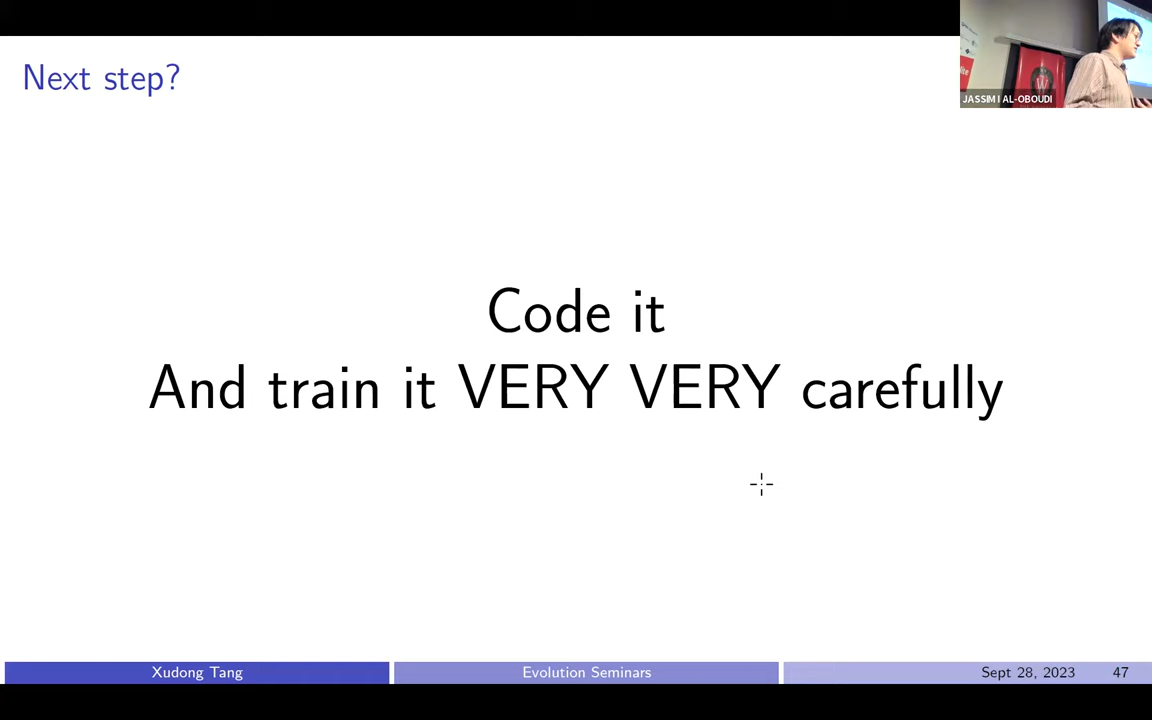 Next step?
JASSIM I AL-OBOUDI
Code it
And train it VERY VERY carefully
Xudong Tang
Evolution Seminars
Sept 28, 2023
47